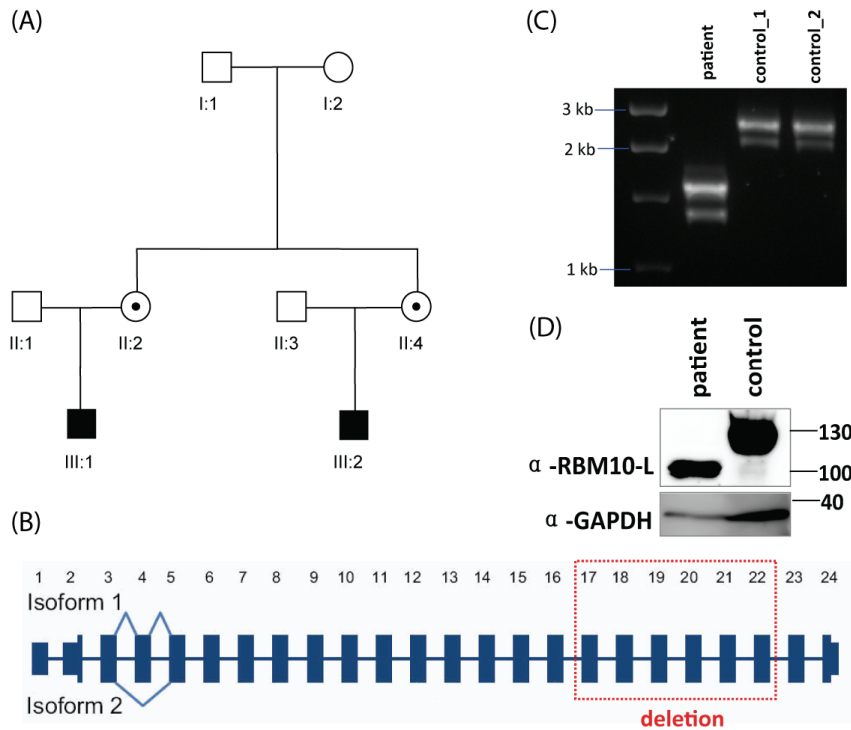 (A)
I:1
I:2
II:1
II:2
II:3
II:4
III:1
III:2
(B)
1 2 3 4 5 6 7 8 9 10 11 12 13 14 15 16 17 18 19 20 21 22 23 24
Isoform 1
Isoform 2
deletion
(C)
patient
control_1
control_2
3 kb
2 kb
1 kb
(D)
patient
control
α -RBM10-L
130
100
α -GAPDH
40